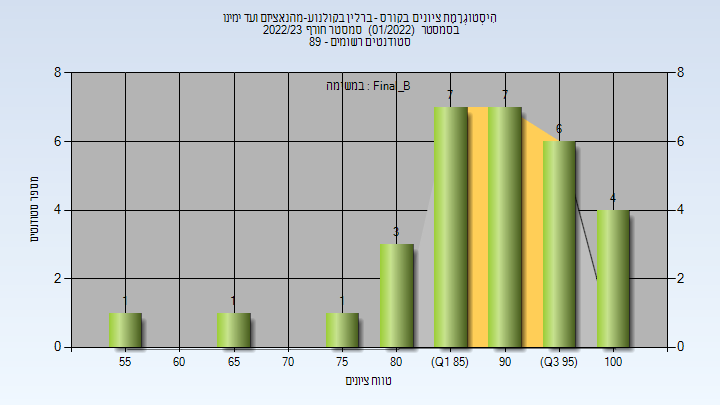 הִיסְטוֹגְרָמַת ציונים בקורס - ברלין בקולנוע-מהנאציזם ועד ימינו
בסמסטר (01/2022) סמסטר חורף 2022/23
סטודנטים רשומים - 89
במשימה : Final_B
8 8
6 6
4 4
2 2
0 0
1 1 1 3 7 7 6 4
55 60 65 70 75 80 (Q1 85) 90 (Q3 95) 100
מספר סטודנטים
טווח ציונים